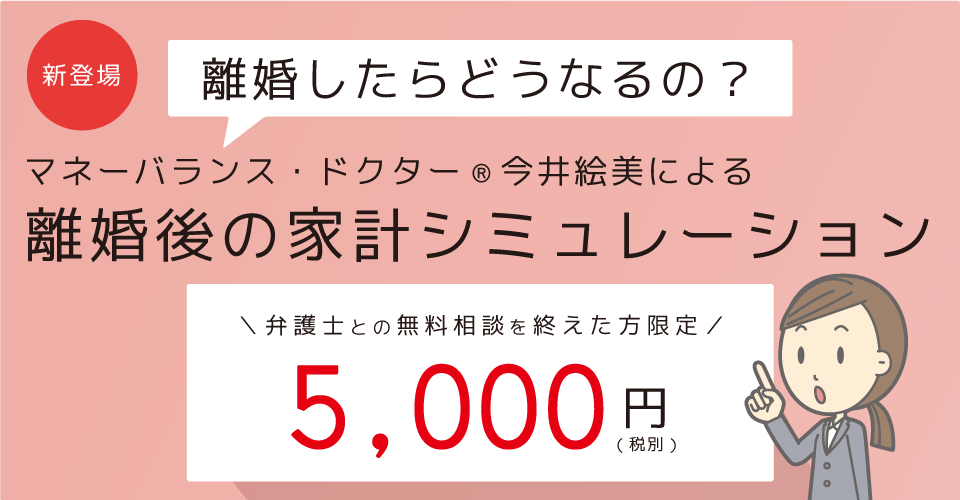 新登場
離婚したらどうなるの？
マネーバランス・ドクター®今井絵美による
離婚後の家計シミュレーション
＼弁護士との無料相談を終えた方限定／
5,000円
(税別)